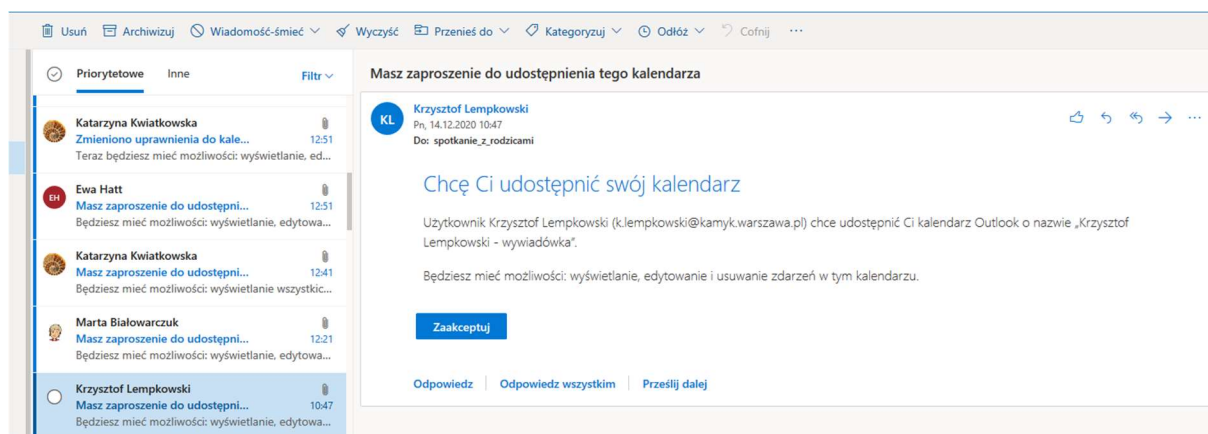 Usuń Archiwizuj Wiadomość-śmieć Wyczyść Przenieś do Kategoryzuj Odłóż Cofnij ...
Priorytetowe Inne Filtr
Katarzyna Kwiatkowska
Zmieniono uprawnienia do kale... 12:51
Teraz będziesz mieć możliwości: wyświetlanie, ed...
EH
Ewa Hatt
Masz zaproszenie do udostępni... 12:51
Będziesz mieć możliwości: wyświetlanie, edytowa...
Katarzyna Kwiatkowska
Masz zaproszenie do udostępni... 12:41
Będziesz mieć możliwości: wyświetlanie wszystkic...
Marta Białowarczuk
Masz zaproszenie do udostępni... 12:21
Będziesz mieć możliwości: wyświetlanie, edytowa...
Krzysztof Lempkowski
Masz zaproszenie do udostępni... 10:47
Będziesz mieć możliwości: wyświetlanie, edytowa...
Masz zaproszenie do udostępnienia tego kalendarza
KL
Krzysztof Lempkowski
Pn, 14.12.2020 10:47
Do: spotkanie_z_rodzicami
Chcę Ci udostępnić swój kalendarz
Użytkownik Krzysztof Lempkowski (k.lempkowski@kamyk.warszawa.pl) chce udostępnić Ci kalendarz Outlook o nazwie „Krzysztof
Lempkowski - wywiadówka”.
Będziesz mieć możliwości: wyświetlanie, edytowanie i usuwanie zdarzeń w tym kalendarzu.
Zaakceptuj
Odpowiedz Odpowiedz wszystkim Prześlij dalej